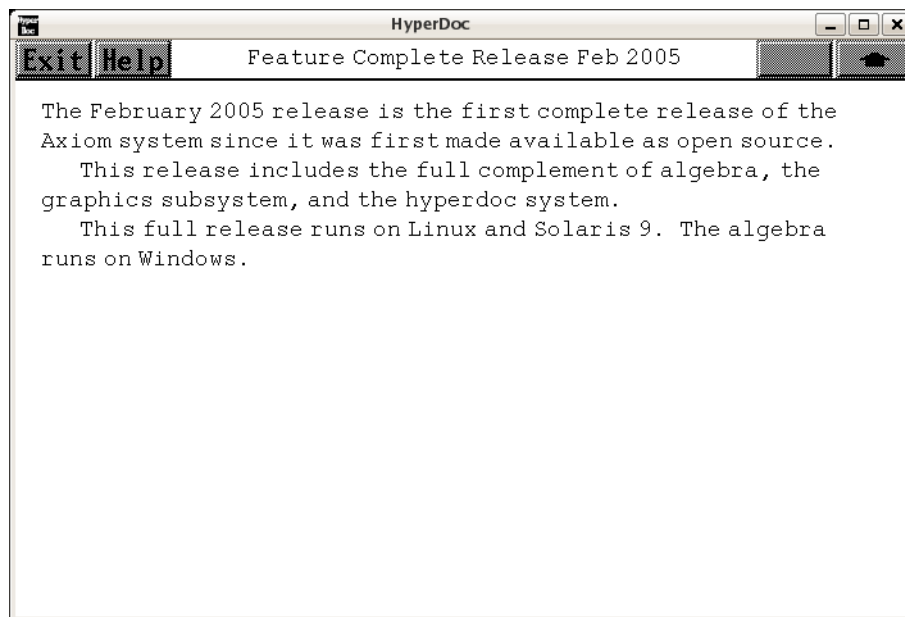 Hyper Doc
HyperDoc
Exit Help Feature Complete Release Feb 2005
The February 2005 release is the first complete release of the
Axiom system since it was first made available as open source.
This release includes the full complement of algebra, the
graphics subsystem, and the hyperdoc system.
This full release runs on Linux and Solaris 9. The algebra
runs on Windows.